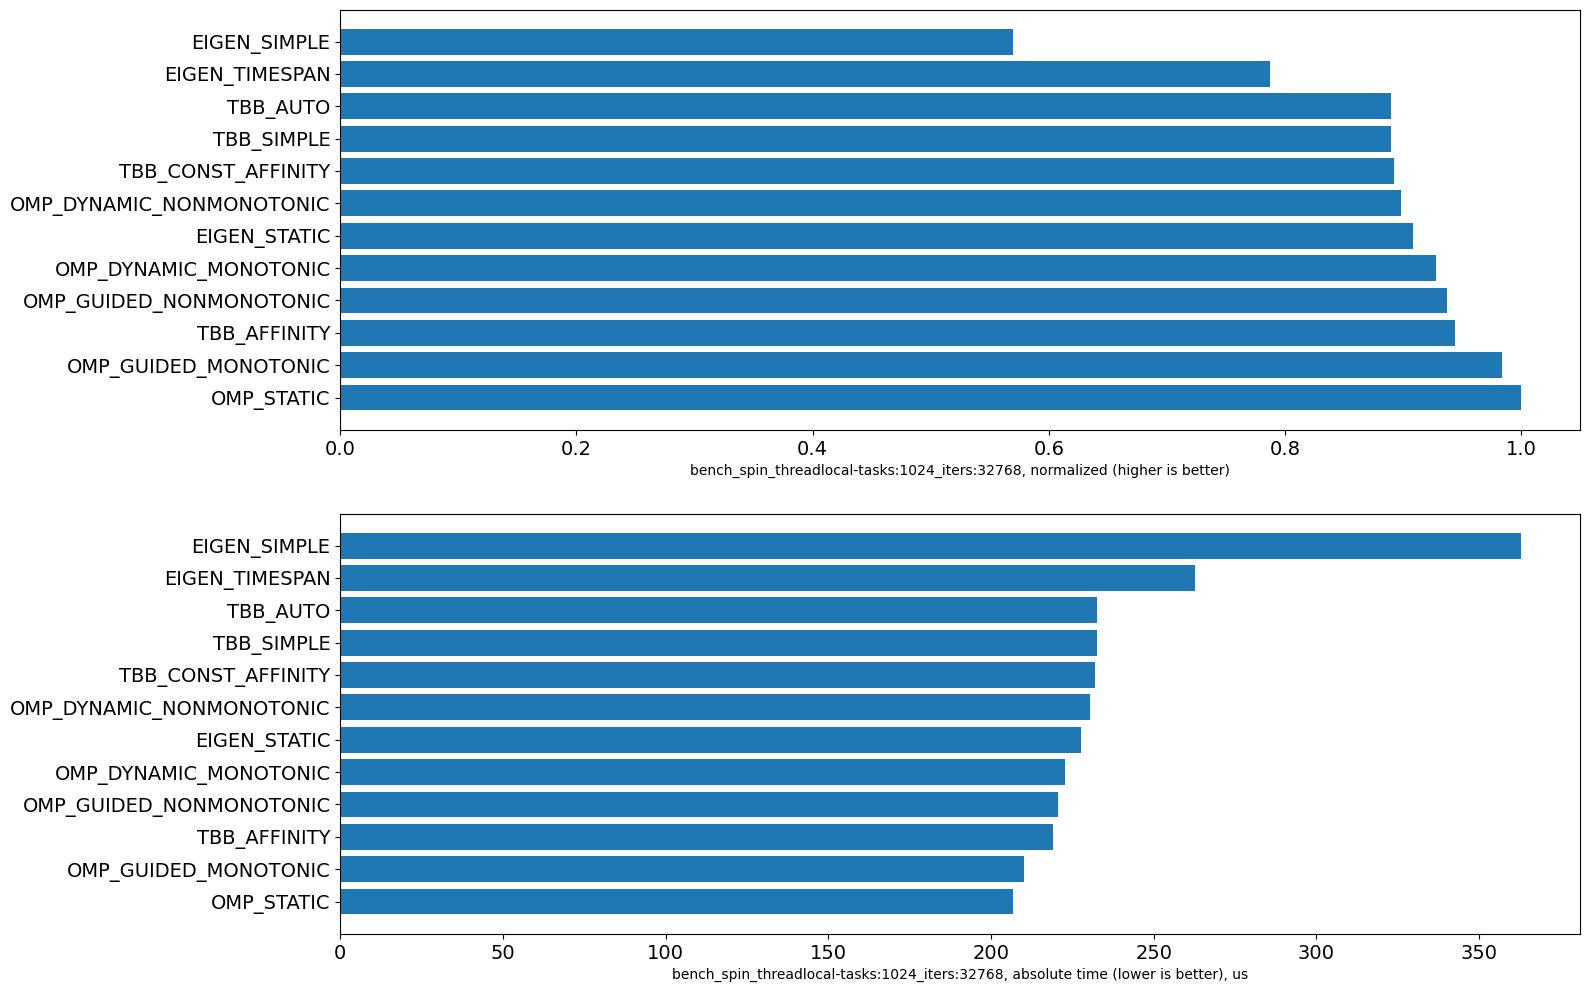 EIGEN_SIMPLE
EIGEN_TIMESPAN
TBB_AUTO
TBB_SIMPLE
TBB_CONST_AFFINITY
OMP_DYNAMIC_NONMONOTONIC
EIGEN_STATIC
OMP_DYNAMIC_MONOTONIC
OMP_GUIDED_NONMONOTONIC
TBB_AFFINITY
OMP_GUIDED_MONOTONIC
OMP_STATIC
0.0 0.2 0.4 0.6 0.8 1.0
bench_spin_threadlocal-tasks:1024_iters:32768, normalized (higher is better)
EIGEN_SIMPLE
EIGEN_TIMESPAN
TBB_AUTO
TBB_SIMPLE
TBB_CONST_AFFINITY
OMP_DYNAMIC_NONMONOTONIC
EIGEN_STATIC
OMP_DYNAMIC_MONOTONIC
OMP_GUIDED_NONMONOTONIC
TBB_AFFINITY
OMP_GUIDED_MONOTONIC
OMP_STATIC
0 50 100 150 200 250 300 350
bench_spin_threadlocal-tasks:1024_iters:32768, absolute time (lower is better), us